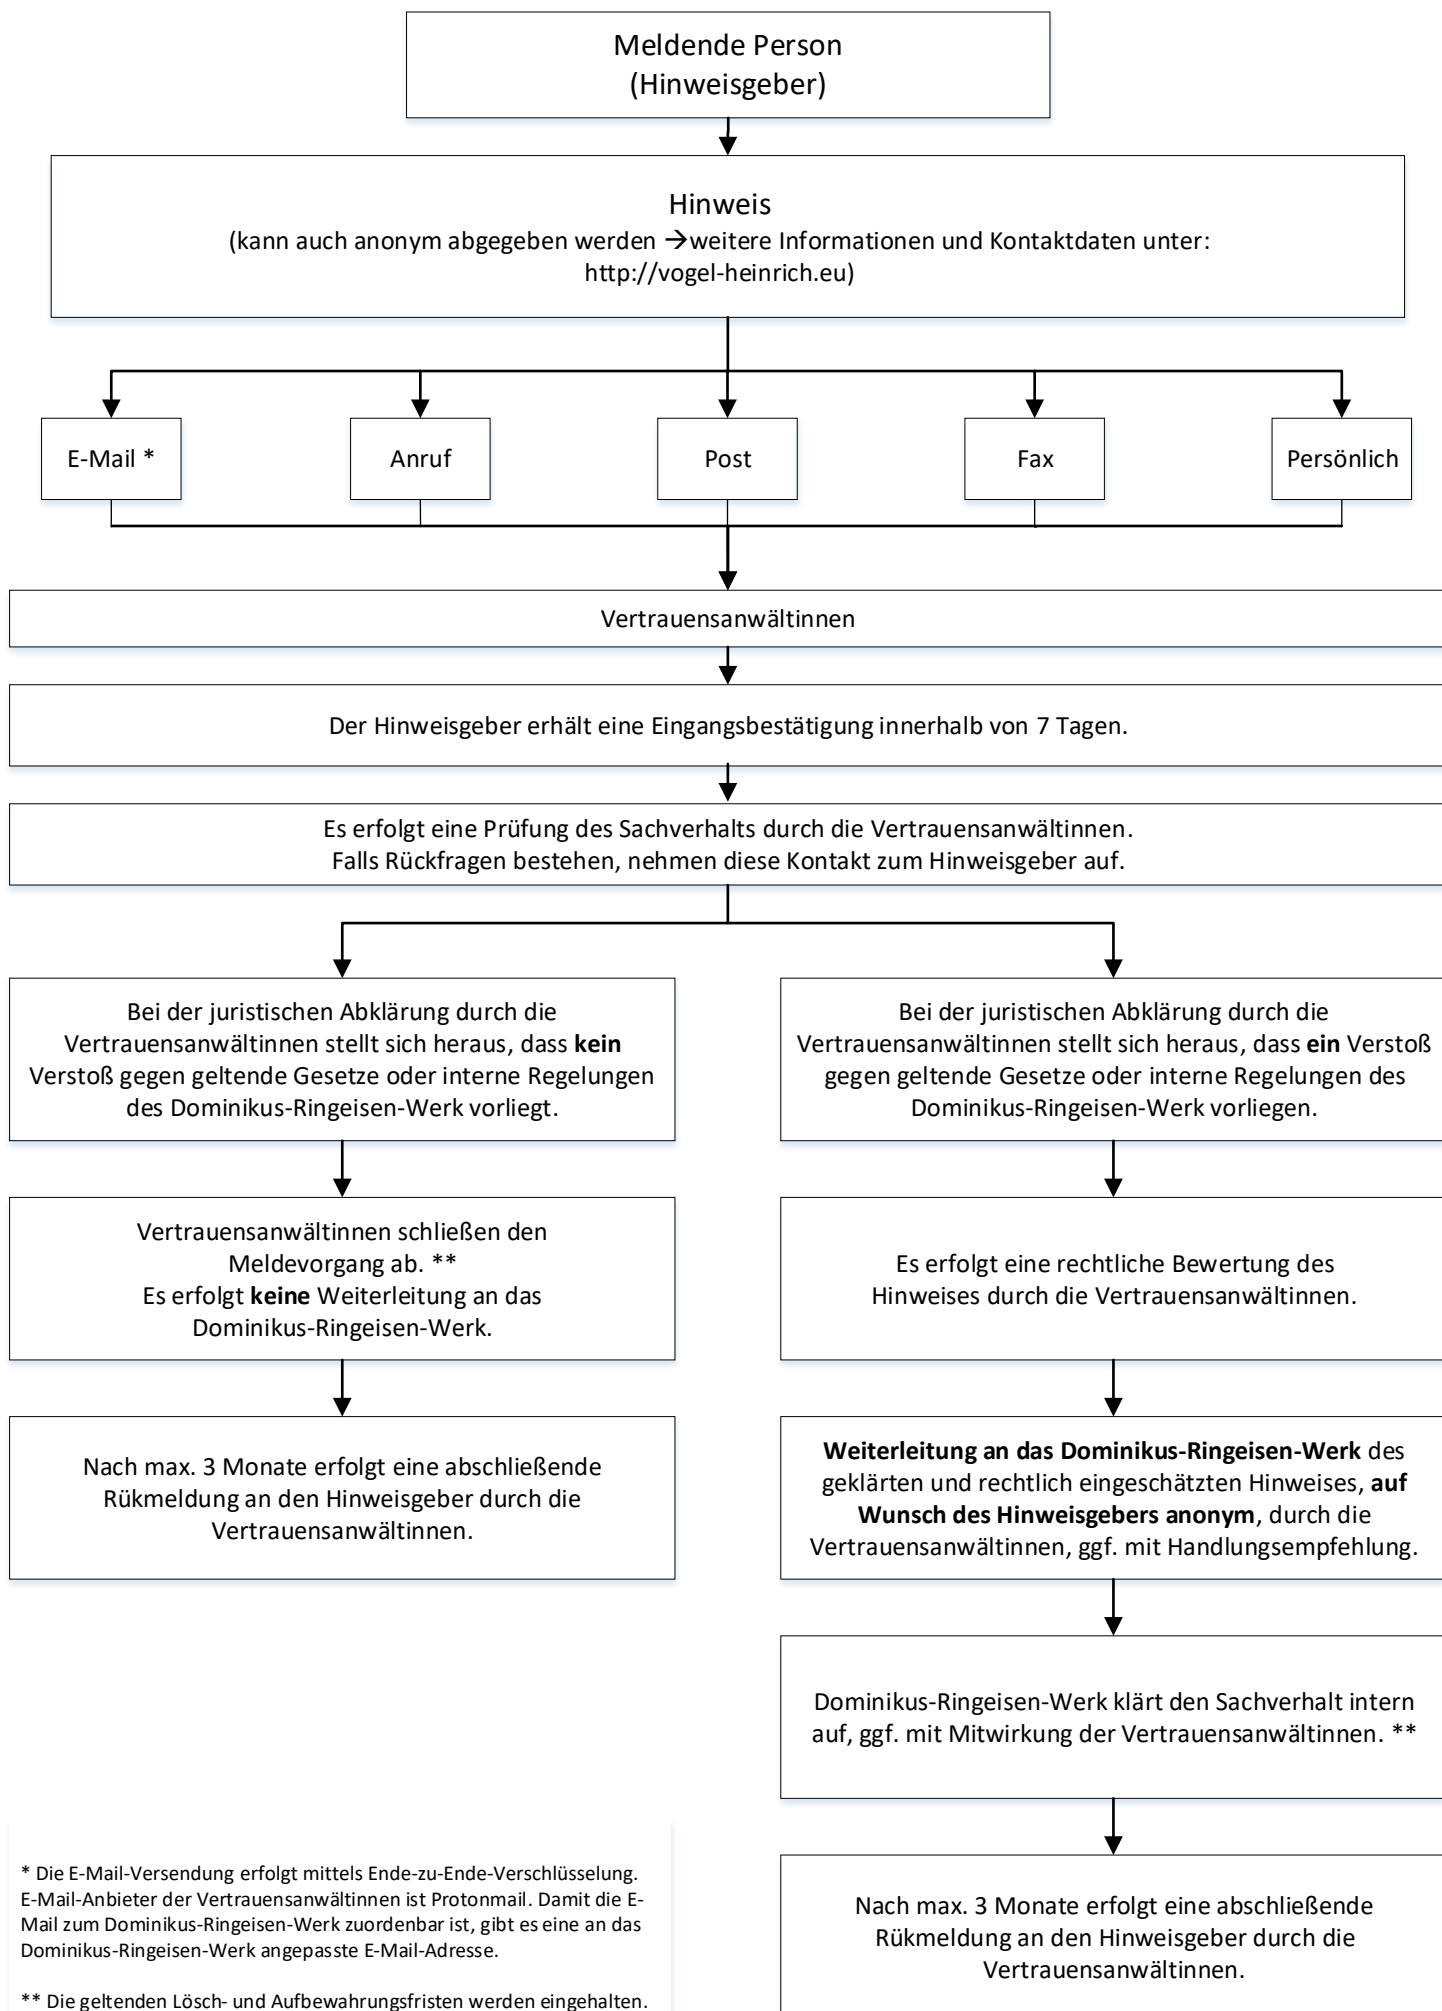 Meldende Person
(Hinweisgeber)
Hinweis
(kann auch anonym abgegeben werden →weitere Informationen und Kontaktdaten unter:
http://vogel-heinrich.eu)
E-Mail *
Anruf
Post
Fax
Persönlich
Vertrauensanwältinnen
Der Hinweisgeber erhält eine Eingangsbestätigung innerhalb von 7 Tagen.
Es erfolgt eine Prüfung des Sachverhalts durch die Vertrauensanwältinnen.
Falls Rückfragen bestehen, nehmen diese Kontakt zum Hinweisgeber auf.
Bei der juristischen Abklärung durch die
Vertrauensanwältinnen stellt sich heraus, dass kein
Verstoß gegen geltende Gesetze oder interne Regelungen
des Dominikus-Ringeisen-Werk vorliegt.
Bei der juristischen Abklärung durch die
Vertrauensanwältinnen stellt sich heraus, dass ein Verstoß
gegen geltende Gesetze oder interne Regelungen des
Dominikus-Ringeisen-Werk vorliegen.
Vertrauensanwältinnen schließen den
Meldevorgang ab. **
Es erfolgt keine Weiterleitung an das
Dominikus-Ringeisen-Werk.
Es erfolgt eine rechtliche Bewertung des
Hinweises durch die Vertrauensanwältinnen.
Nach max. 3 Monate erfolgt eine abschließende
Rükmeldung an den Hinweisgeber durch die
Vertrauensanwältinnen.
Weiterleitung an das Dominikus-Ringeisen-Werk des
geklärten und rechtlich eingeschätzten Hinweises, auf
Wunsch des Hinweisgebers anonym, durch die
Vertrauensanwältinnen, ggf. mit Handlungsempfehlung.
Dominikus-Ringeisen-Werk klärt den Sachverhalt intern
auf, ggf. mit Mitwirkung der Vertrauensanwältinnen. **
Nach max. 3 Monate erfolgt eine abschließende
Rükmeldung an den Hinweisgeber durch die
Vertrauensanwältinnen.
* Die E-Mail-Versendung erfolgt mittels Ende-zu-Ende-Verschlüsselung.
E-Mail-Anbieter der Vertrauensanwältinnen ist Protonmail. Damit die E-
Mail zum Dominikus-Ringeisen-Werk zuordenbar ist, gibt es eine an das
Dominikus-Ringeisen-Werk angepasste E-Mail-Adresse.
** Die geltenden Lösch- und Aufbewahrungsfristen werden eingehalten.